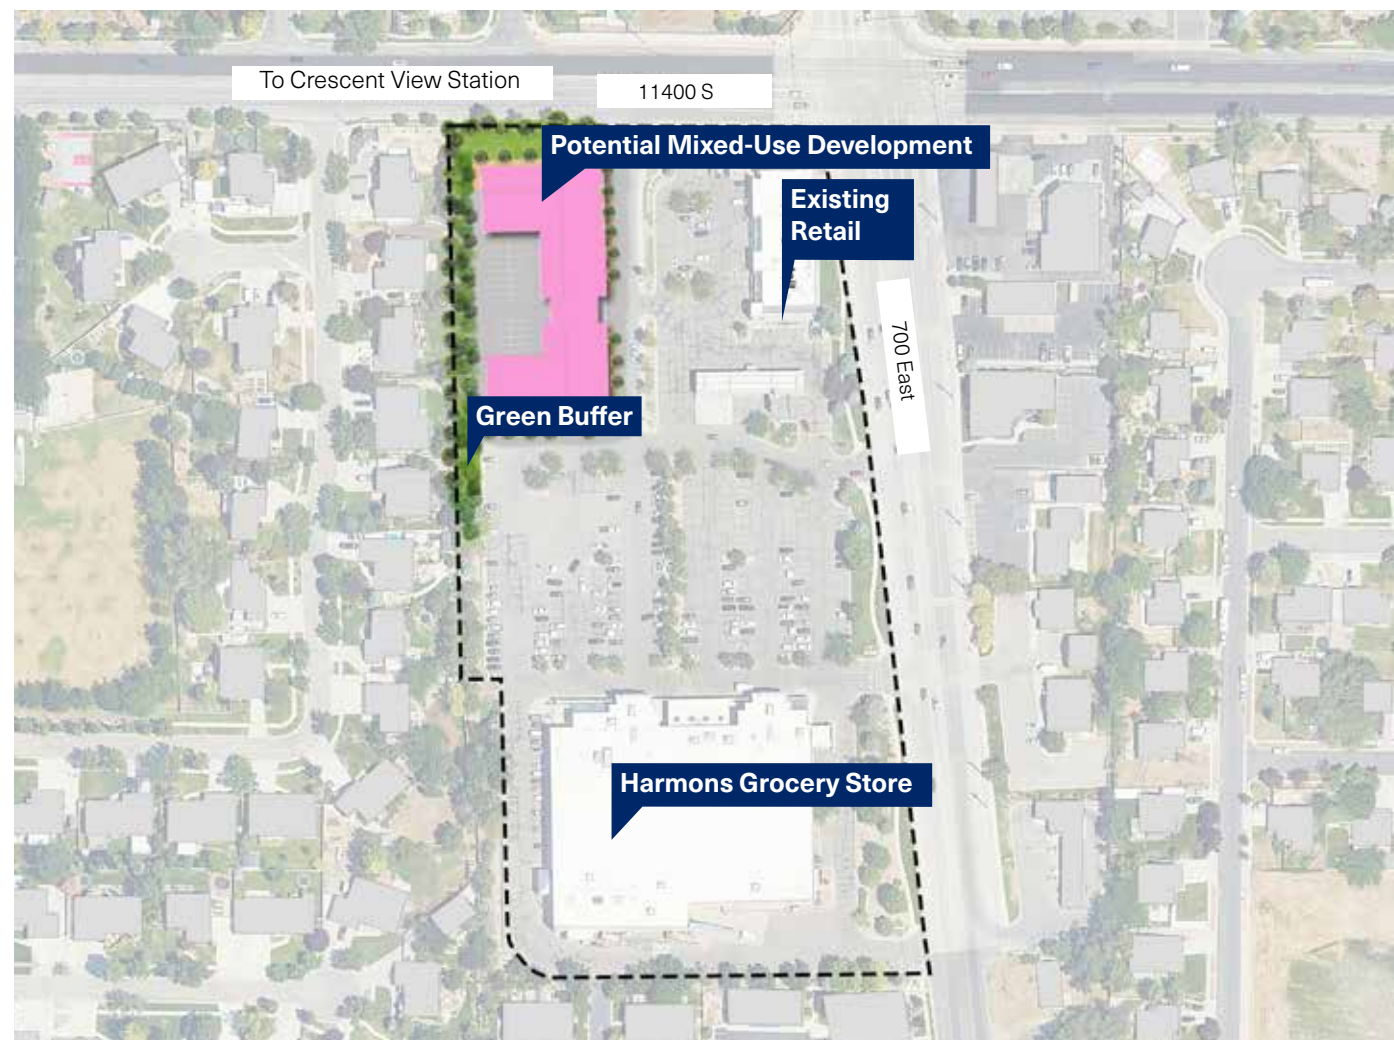 To Crescent View Station
11400 S
Potential Mixed-Use Development
Existing
Retail
700 East
Green Buffer
Harmons Grocery Store